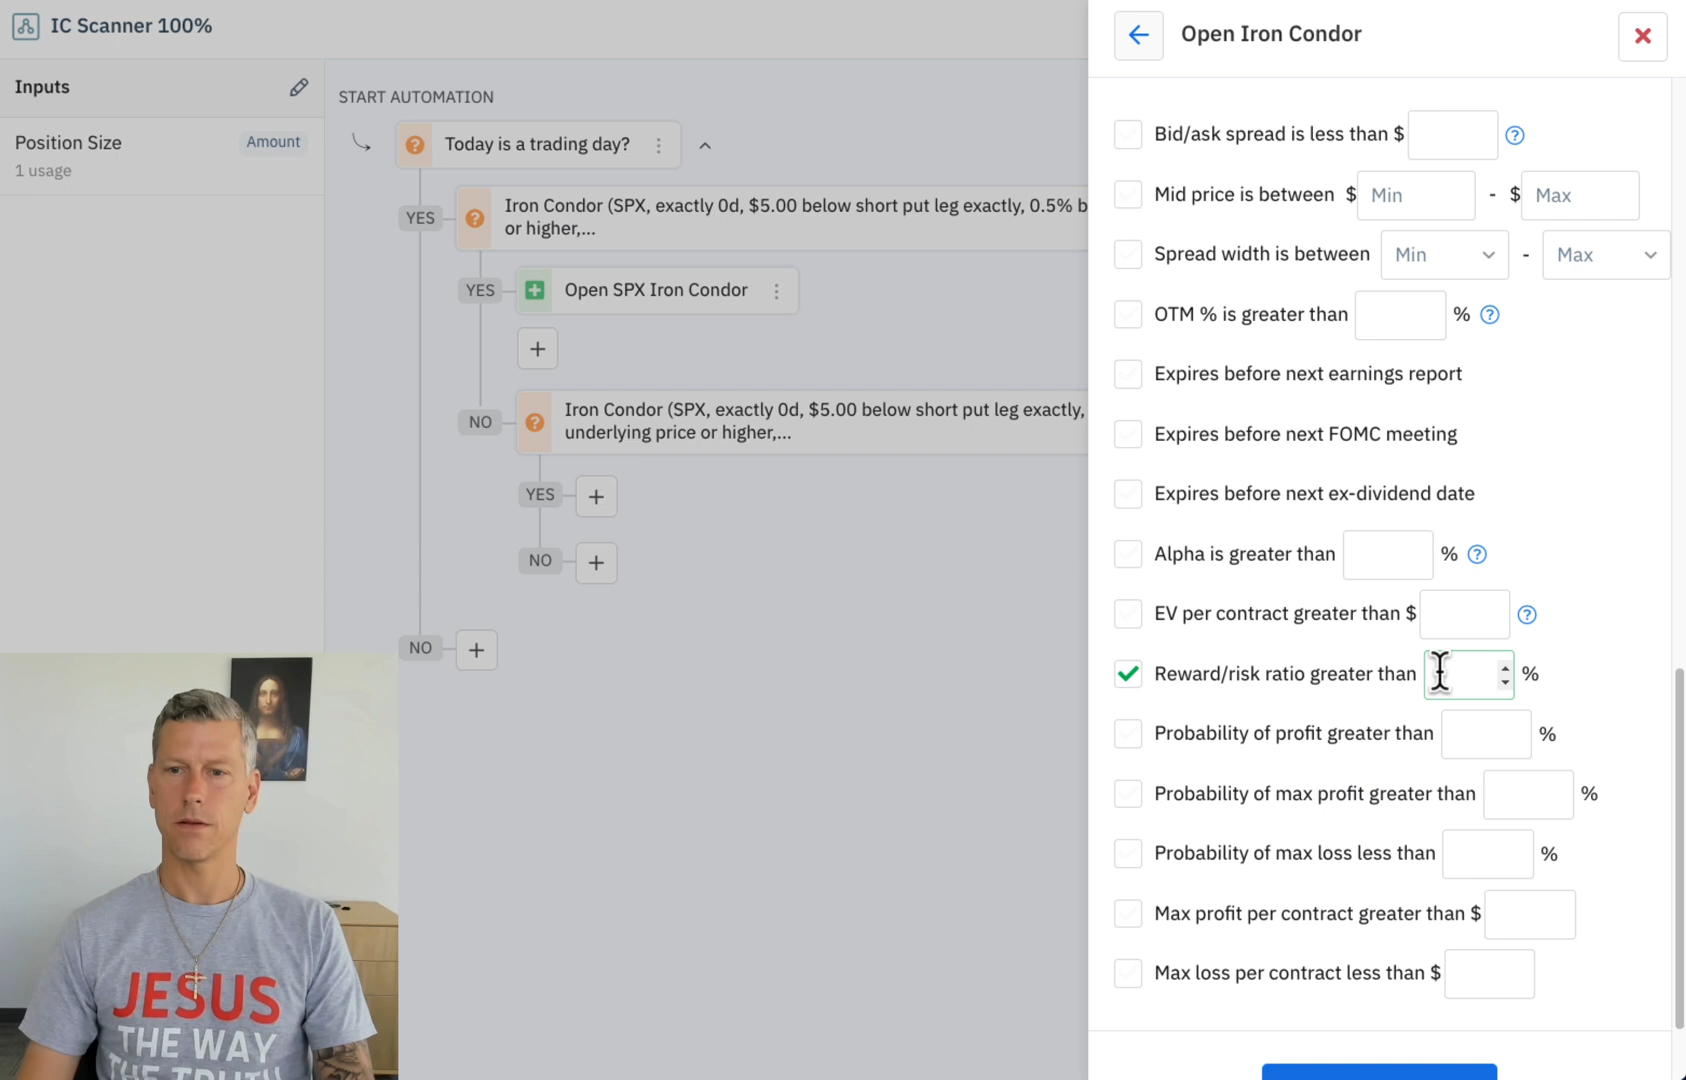 IC Scanner 100%
Inputs
Position Size
Amount
1 usage
START AUTOMATION
Today is a trading day?
YES
Iron Condor (SPX, exactly 0d, $5.00 below short put leg exactly, 0.5% b
or higher,...
YES
Open SPX Iron Condor
NO
Iron Condor (SPX, exactly 0d, $5.00 below short put leg exactly,
underlying price or higher,...
YES
NO
NO
Open Iron Condor
Bid/ask spread is less than $
Mid price is between $ Min - $ Max
Spread width is between Min - Max
OTM % is greater than %
Expires before next earnings report
Expires before next FOMC meeting
Expires before next ex-dividend date
Alpha is greater than %
EV per contract greater than $
Reward/risk ratio greater than %
Probability of profit greater than %
Probability of max profit greater than %
Probability of max loss less than %
Max profit per contract greater than $
Max loss per contract less than $
JESUS
THE WAY
THE TRUTH